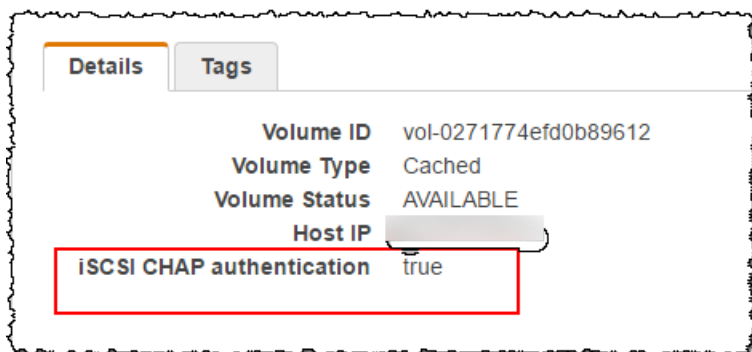 Details Tags
Volume ID vol-0271774efd0b89612
Volume Type Cached
Volume Status AVAILABLE
Host IP
iSCSI CHAP authentication true